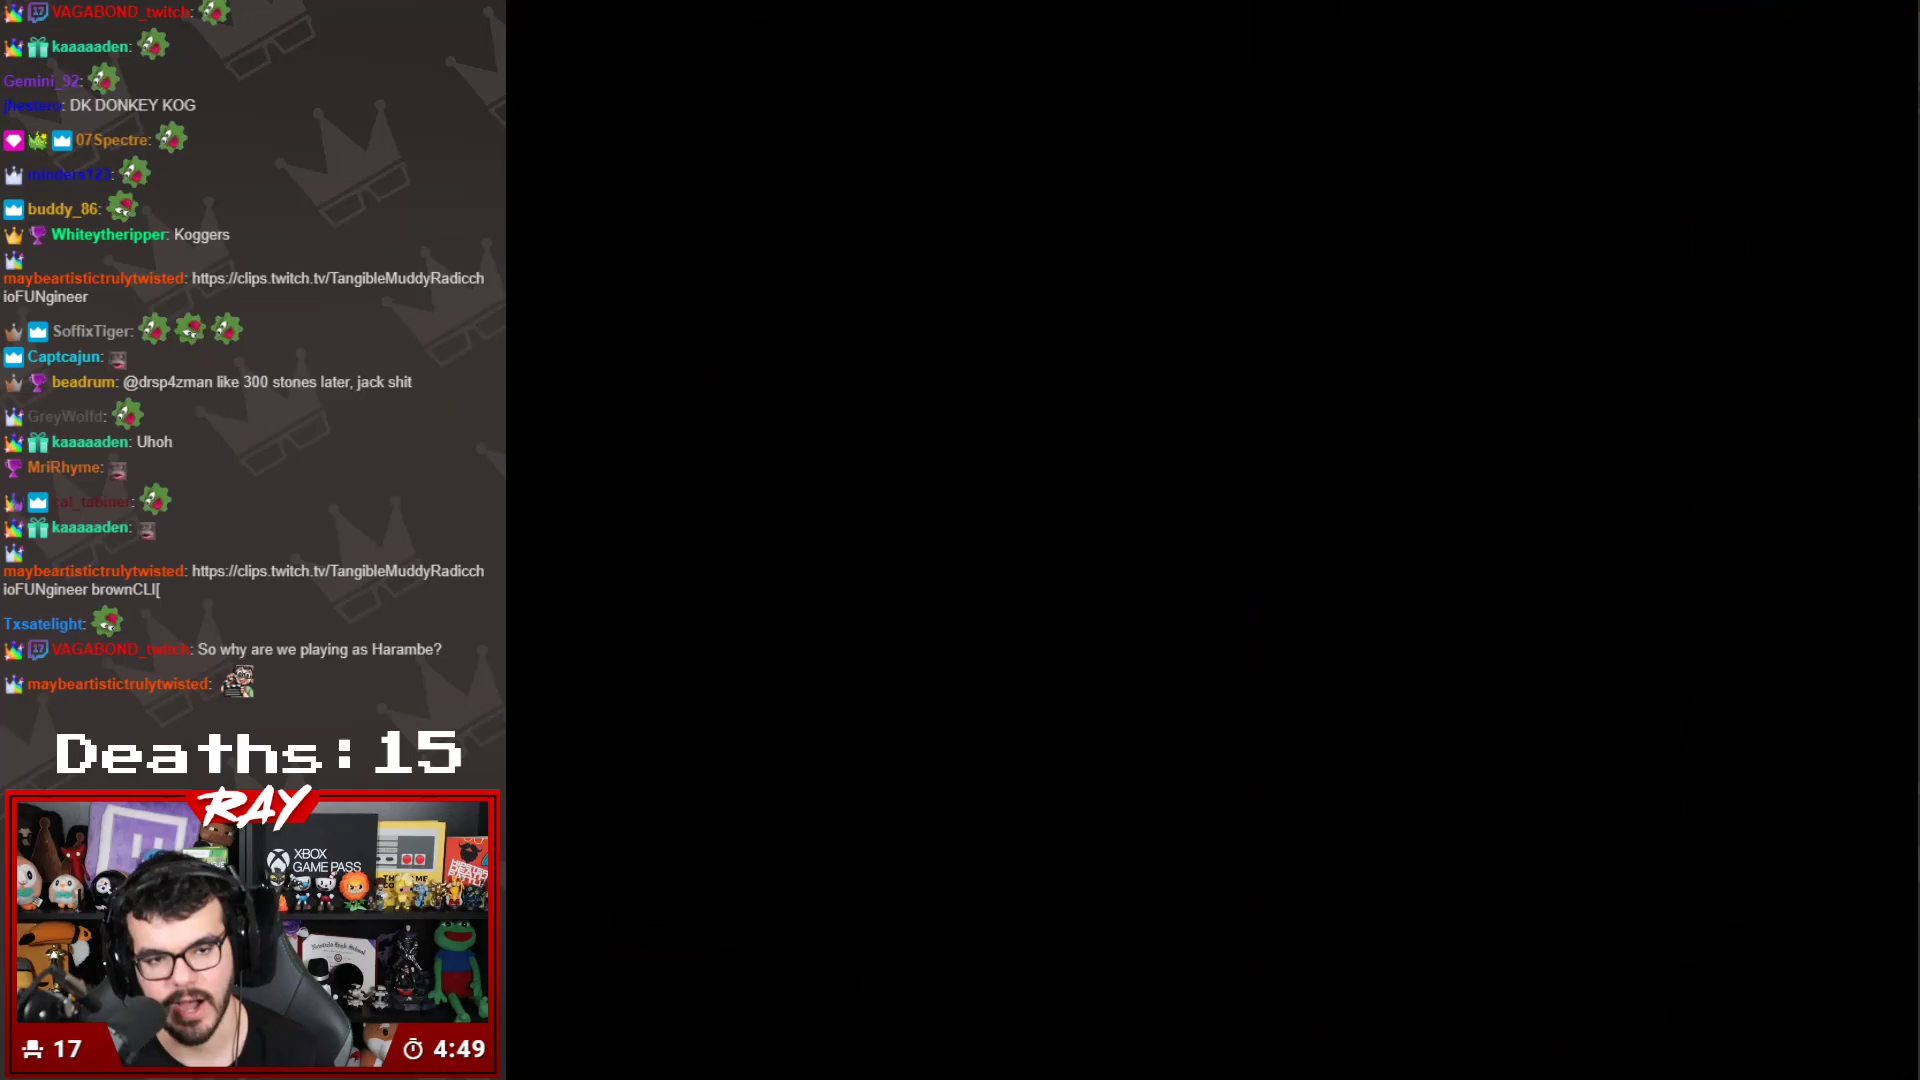 VAGABOND_twitch:
kaaaaaden:
Gemini_92:
jhestero: DK DONKEY KOG
07Spectre:
minders123:
buddy_86:
Whiteytheripper: Koggers
maybeartistictrulytwisted: https://clips.twitch.tv/TangibleMuddyRadicch
ioFUNgineer
SoffixTiger:
Captcajun:
beadrum: @drsp4zman like 300 stones later, jack shit
GreyWolfd:
kaaaaaden: Uhoh
MriRhyme:
cal_tabiner:
kaaaaaden:
maybeartistictrulytwisted: https://clips.twitch.tv/TangibleMuddyRadicch
ioFUNgineer brownCLI[
Txsatelight:
VAGABOND_twitch: So why are we playing as Harambe?
maybeartistictrulytwisted:
Deaths:15
RAY
XBOX
GAME PASS
17
4:49